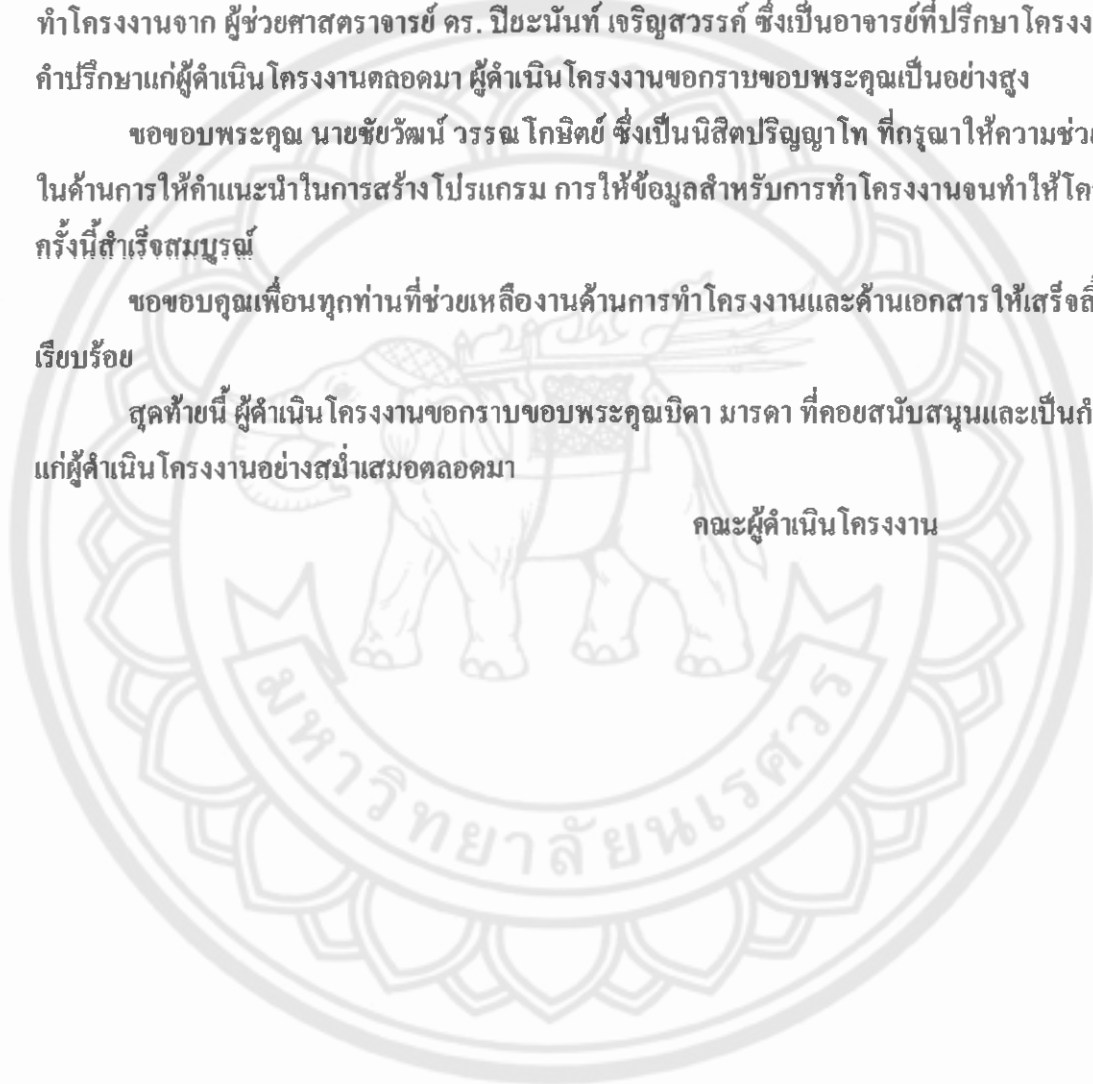 ทำโครงงานจาก ผู้ช่วยศาสตราจารย์ ดร. ปิยะนันท์ เจริญสวรรค์ ซึ่งเป็นอาจารย์ที่ปรึกษาโครงง
คำปรึกษาแก่ผู้ดำเนินโครงงานตลอดมา ผู้ดำเนินโครงงานขอกราบขอบพระคุณเป็นอย่างสูง
ขอขอบพระคุณ นายชัยวัฒน์ วรรณโกษิตย์ ซึ่งเป็นนิสิตปริญญาโท ที่กรุณาให้ความช่วย
ในด้านการให้คำแนะนำในการสร้างโปรแกรม การให้ข้อมูลสำหรับการทำโครงงานจนทำให้โค
ครั้งนี้สำเร็จสมบูรณ์
ขอขอบคุณเพื่อนทุกท่านที่ช่วยเหลืองานด้านการทำโครงงานและด้านเอกสารให้เสร็จสิ้
เรียบร้อย
สุดท้ายนี้ ผู้ดำเนินโครงงานขอกราบขอบพระคุณบิดา มารดา ที่คอยสนับสนุนและเป็นกำ
แก่ผู้ดำเนินโครงงานอย่างสม่ำเสมอตลอดมา
คณะผู้ดำเนินโครงงาน
มหาวิทยาลัยนเรศวร